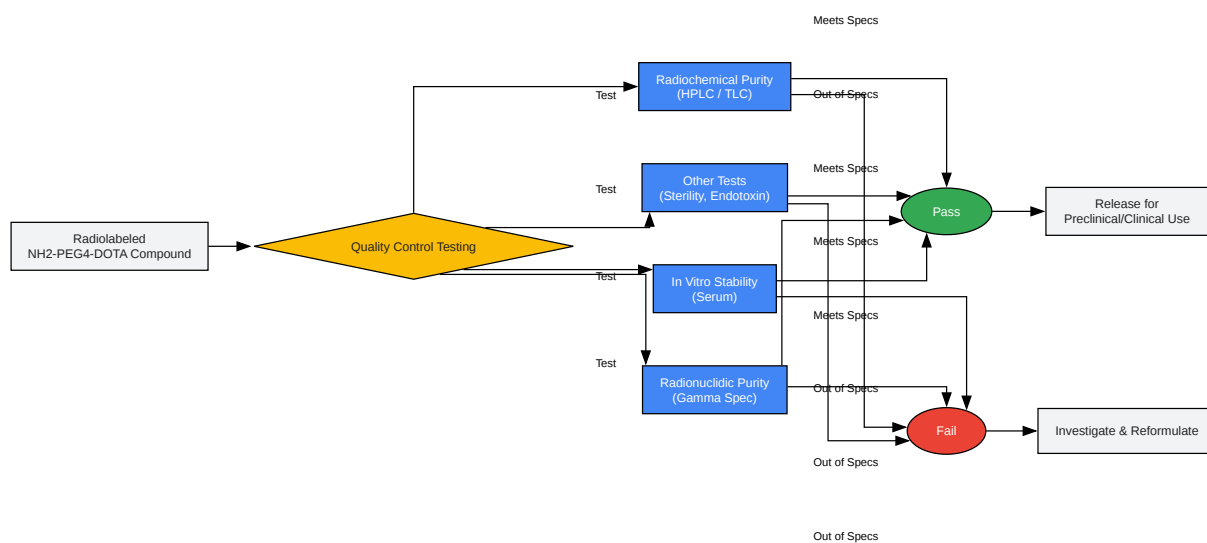 Meets Specs
Radiochemical Purity
(HPLC / TLC)
Test
Out of Specs
Meets Specs
Other Tests
(Sterility, Endotoxin)
Test
Pass
Release for
Preclinical/Clinical Use
Radiolabeled
NH2-PEG4-DOTA Compound
Quality Control Testing
Meets Specs
Test
In Vitro Stability
(Serum)
Meets Specs
Test
Radionuclidic Purity
(Gamma Spec)
Out of Specs
Fail
Investigate & Reformulate
Out of Specs
Out of Specs